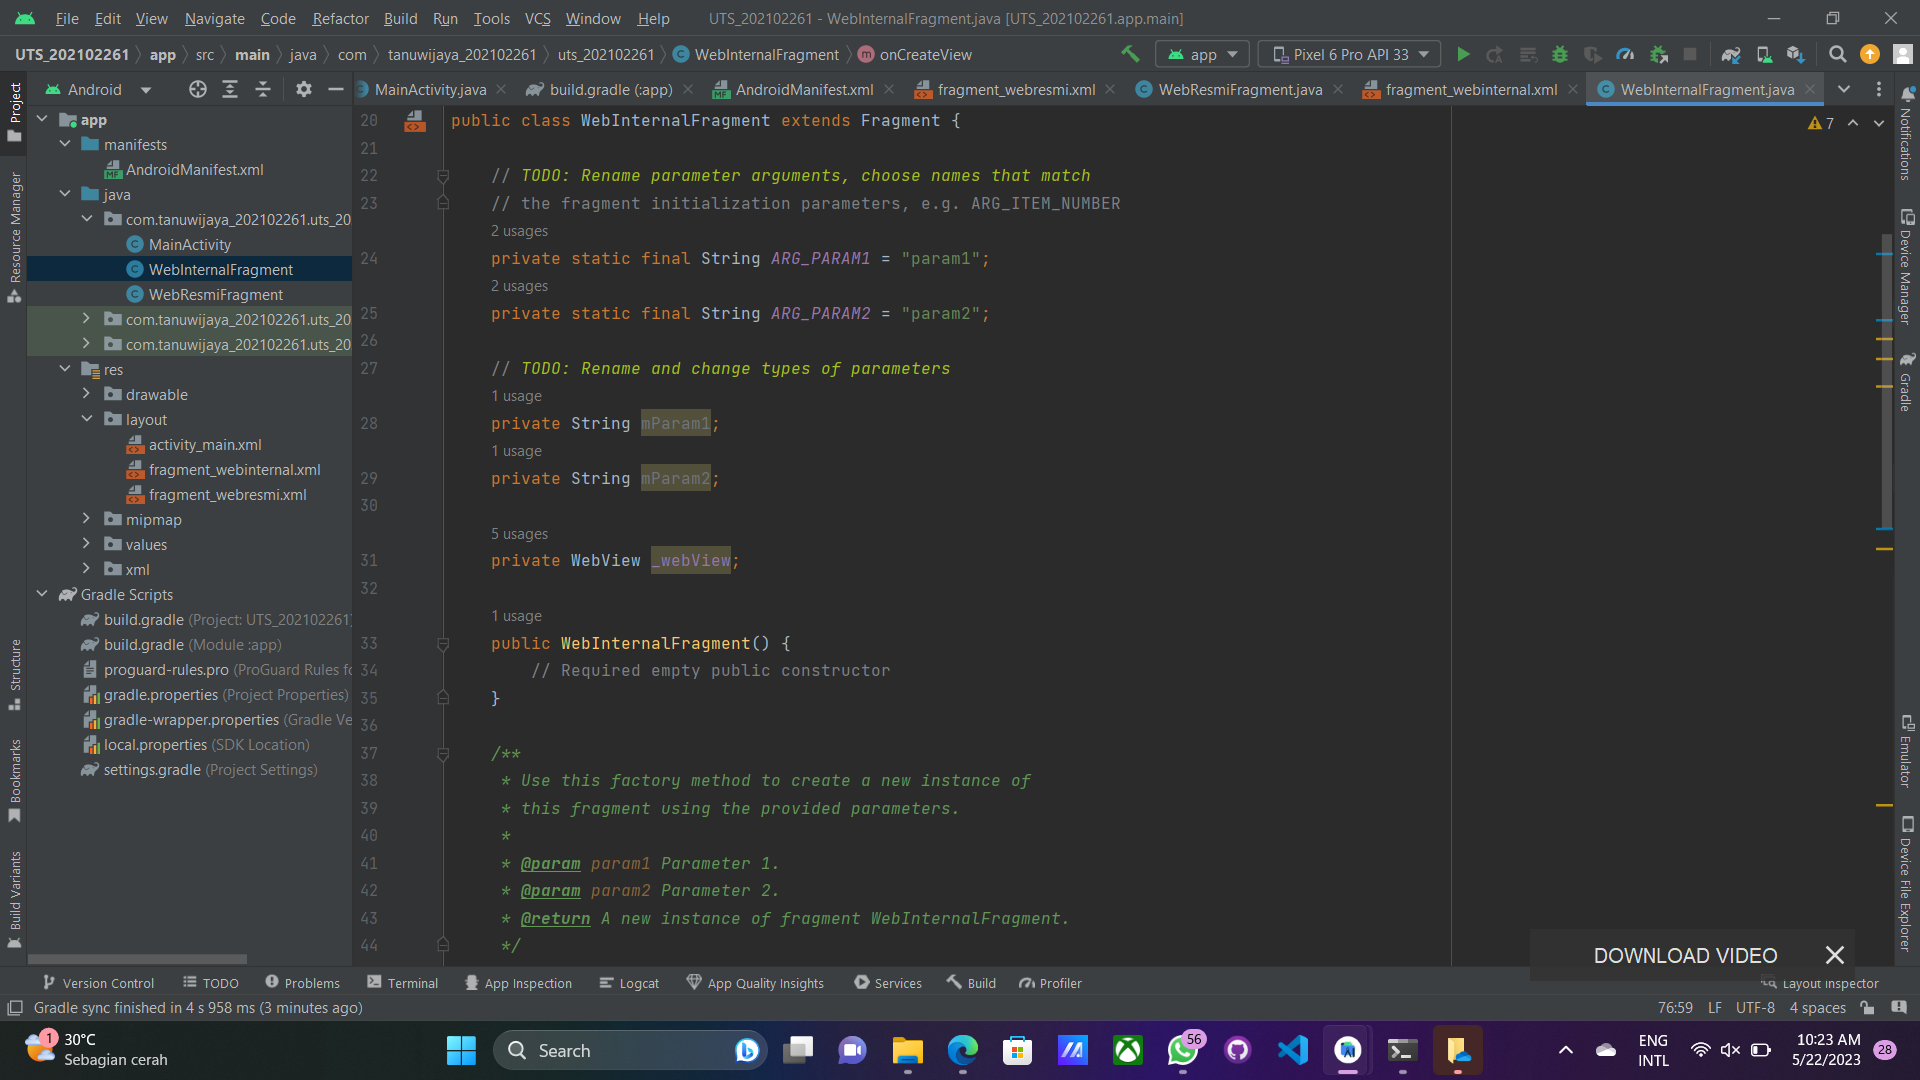 File Edit View Navigate Code Refactor Build Run Tools VCS Window Help UTS_202102261 - WebInternalFragment.java [UTS_202102261.app.main]
UTS_202102261 app src main java com tanuwijaya_202102261 uts_202102261 WebInternalFragment onCreateView app Pixel 6 Pro API 33
Project
Resource Manager
Structure
Bookmarks
Build Variants
Android
app
manifests
AndroidManifest.xml
java
com.tanuwijaya_202102261.uts_20
MainActivity
WebInternalFragment
WebResmiFragment
com.tanuwijaya_202102261.uts_20
com.tanuwijaya_202102261.uts_20
res
drawable
layout
activity_main.xml
fragment_webinternal.xml
fragment_webresmi.xml
mipmap
values
xml
Gradle Scripts
build.gradle (Project: UTS_202102261)
build.gradle (Module :app)
proguard-rules.pro (ProGuard Rules fo
gradle.properties (Project Properties)
gradle-wrapper.properties (Gradle Ve
local.properties (SDK Location)
settings.gradle (Project Settings)
MainActivity.java build.gradle (:app) AndroidManifest.xml fragment_webresmi.xml WebResmiFragment.java fragment_webinternal.xml WebInternalFragment.java
7
20 public class WebInternalFragment extends Fragment {
21
22 // TODO: Rename parameter arguments, choose names that match
23 // the fragment initialization parameters, e.g. ARG_ITEM_NUMBER
2 usages
24 private static final String ARG_PARAM1 = "param1";
2 usages
25 private static final String ARG_PARAM2 = "param2";
26
27 // TODO: Rename and change types of parameters
1 usage
28 private String mParam1;
1 usage
29 private String mParam2;
30
5 usages
31 private WebView _webView;
32
1 usage
33 public WebInternalFragment() {
34 // Required empty public constructor
35 }
36
37 /**
38 * Use this factory method to create a new instance of
39 * this fragment using the provided parameters.
40 *
41 * @param param1 Parameter 1.
42 * @param param2 Parameter 2.
43 * @return A new instance of fragment WebInternalFragment.
44 */
Notifications
Device Manager
Gradle
Emulator
Device File Explorer
DOWNLOAD VIDEO
Version Control TODO Problems Terminal App Inspection Logcat App Quality Insights Services Build Profiler Layout Inspector
Gradle sync finished in 4 s 958 ms (3 minutes ago) 76:59 LF UTF-8 4 spaces
1
30°C
Sebagian cerah
Search
56
ENG
INTL
10:23 AM
5/22/2023
28